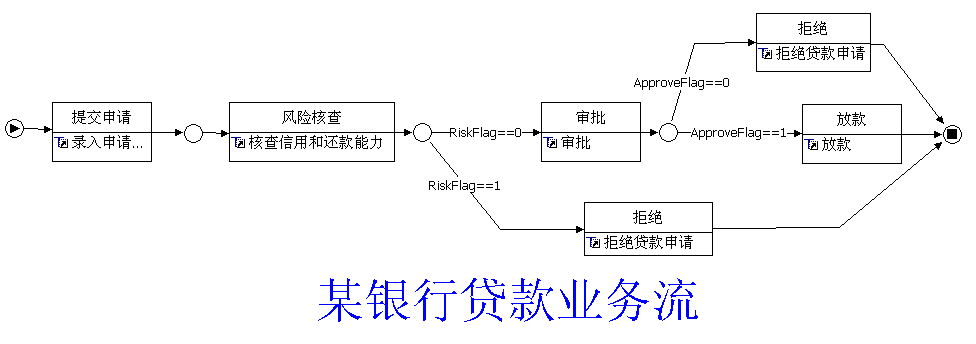 拒绝
拒绝贷款申请
ApproveFlag==0
提交申请
录入申请...
风险核查
核查信用和还款能力
RiskFlag==0
审批
审批
ApproveFlag==1
放款
放款
RiskFlag==1
拒绝
拒绝贷款申请
某银行贷款业务流